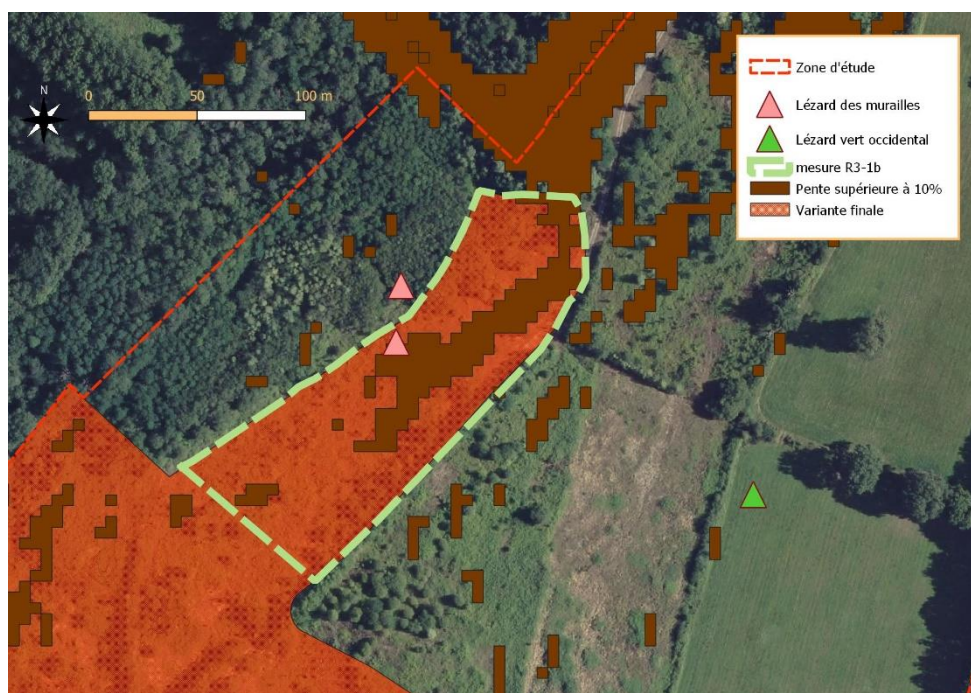 N
0 50 100 m
Zone d'étude
Lézard des murailles
Lézard vert occidental
mesure R3-1b
Pente supérieure à 10%
Variante finale